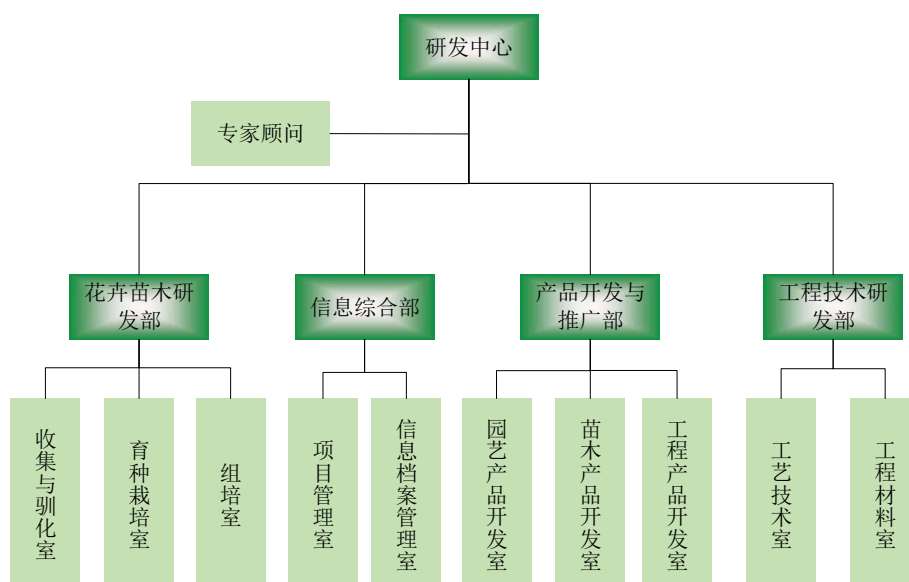 研发中心
专家顾问
花卉苗木研
发部
信息综合部
产品开发与
推广部
工程技术研
发部
收集与驯化室
育种栽培室
组培室
项目管理室
信息档案管理室
园艺产品开发室
苗木产品开发室
工程产品开发室
工艺技术室
工程材料室